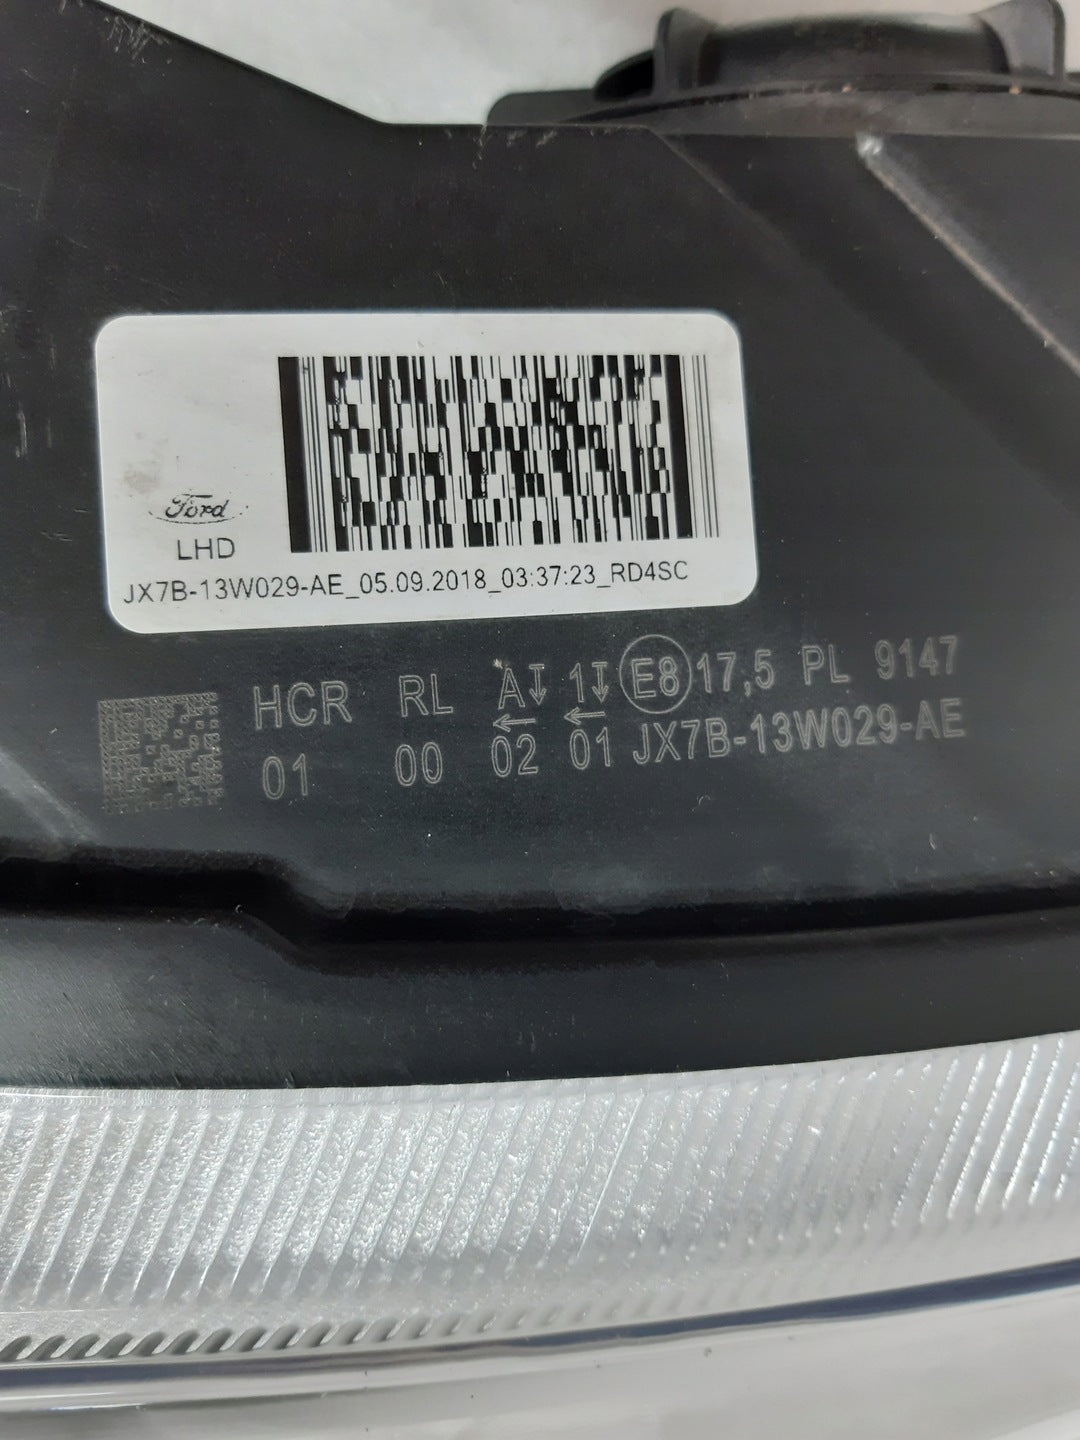 Ford
LHD
JX7B-13W029-AE_05.09.2018_03:37:23_RD4SC
HCR RL A 1 E8 17,5 PL 9147
01 00 02 01 JX7B-13W029-AE